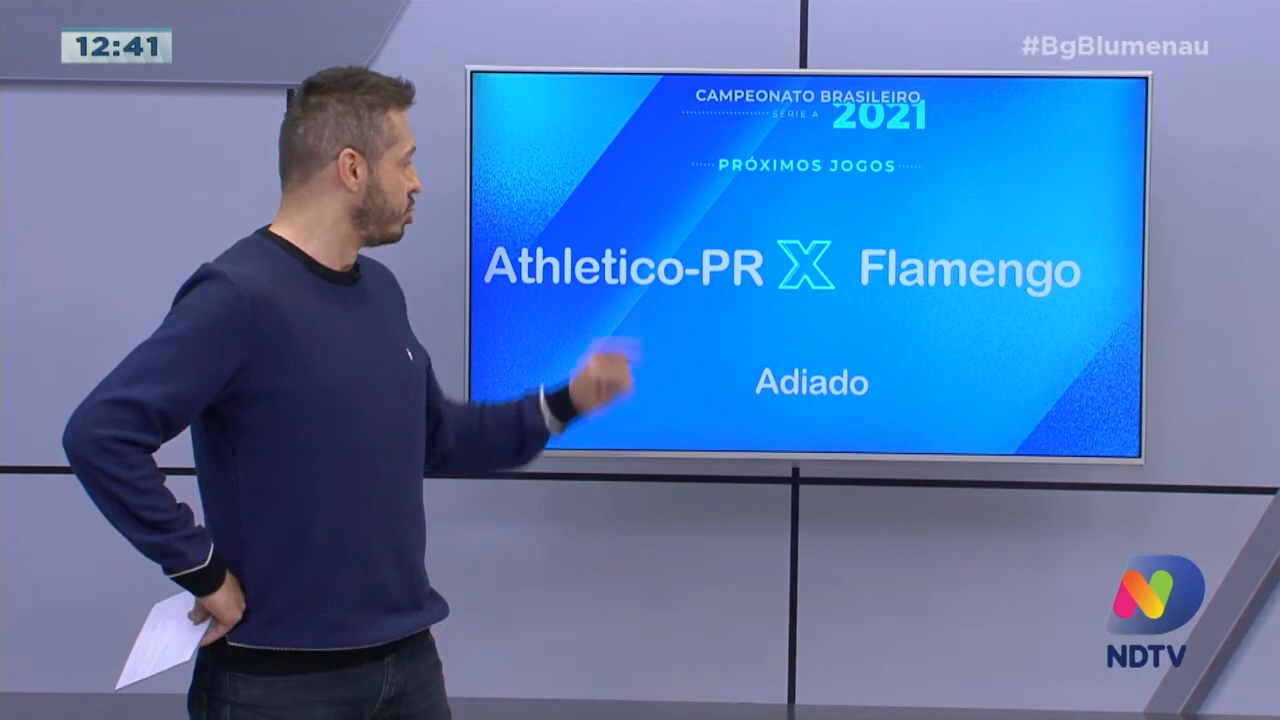 12:41
#BgBlumenau
CAMPEONATO BRASILEIRO
SÉRIE A
2021
PRÓXIMOS JOGOS
Athletico-PR X Flamengo
Adiado
NDTV